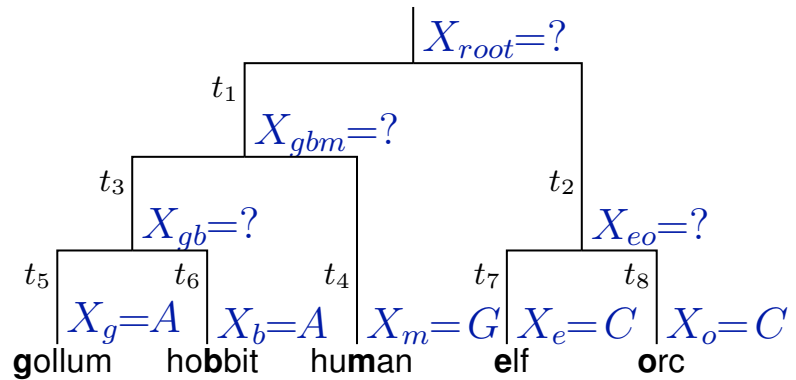 X_root=?
t_1
X_gbm=?
t_3
t_2
X_gb=?
X_eo=?
t_5
t_6
t_4
t_7
t_8
X_g=A
X_b=A
X_m=G
X_e=C
X_o=C
gollum hobbit human elf orc